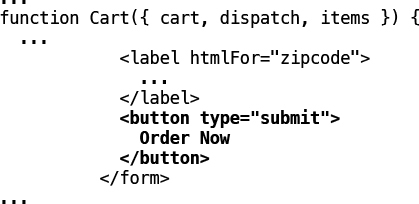 ...
function Cart({ cart, dispatch, items }) {
  ...
            <label htmlFor="zipcode">
              ...
            </label>
            <button type="submit">
              Order Now
            </button>
          </form>
...